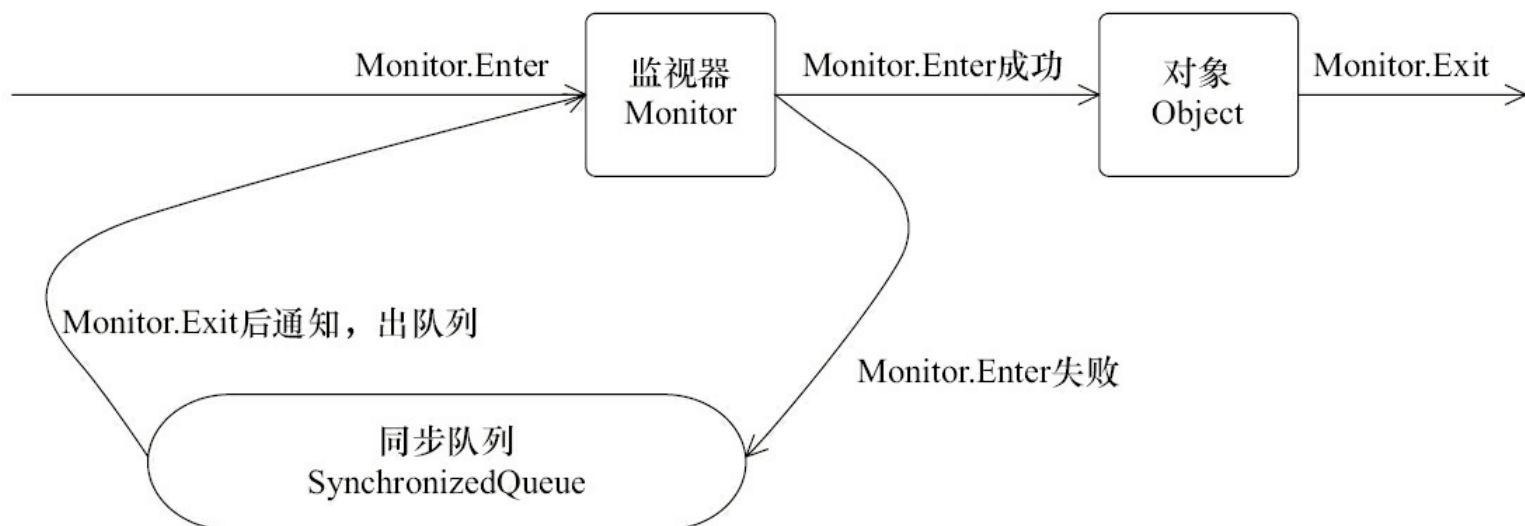 Monitor.Enter
监视器
Monitor
Monitor.Enter成功
对象
Object
Monitor.Exit
Monitor.Exit后通知，出队列
Monitor.Enter失败
同步队列
SynchronizedQueue